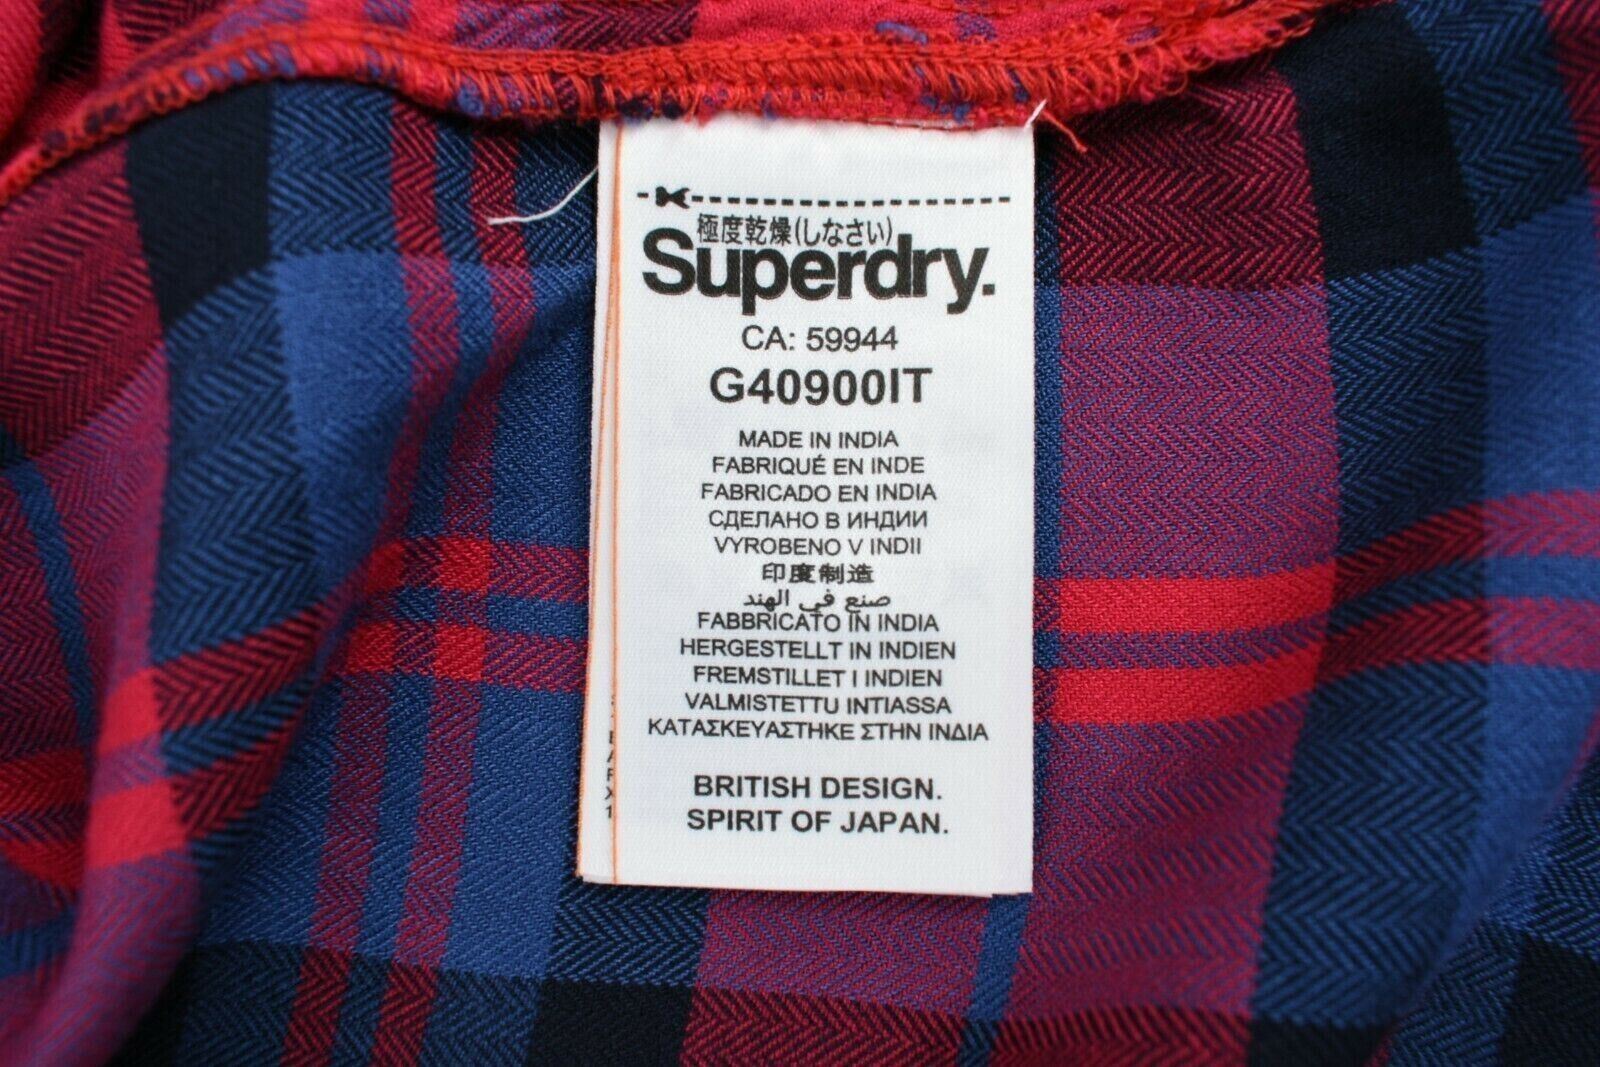 極度乾燥(しなさい)
Superdry.
CA: 59944
G40900IT
MADE IN INDIA
FABRIQUÉ EN INDE
FABRICADO EN INDIA
СДЕЛАНО В ИНДИИ
VYROBENO V INDII
印度制造
صنع في الهند
FABBRICATO IN INDIA
HERGESTELLT IN INDIEN
FREMSTILLET I INDIEN
VALMISTETTU INTIASSA
ΚΑΤΑΣΚΕΥΑΣΤΗΚΕ ΣΤΗΝ ΙΝΔΙΑ
BRITISH DESIGN.
SPIRIT OF JAPAN.